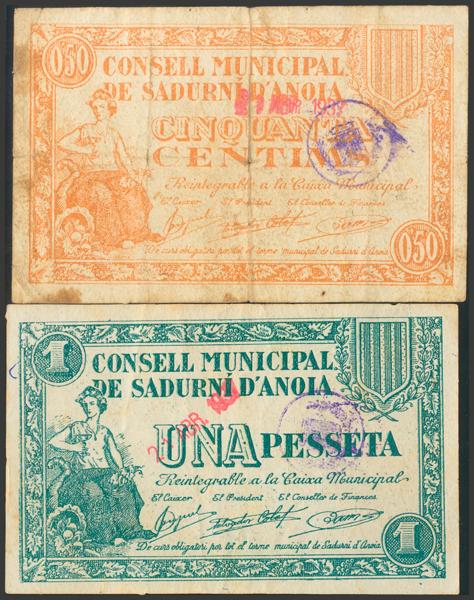 0'50
CONSELL MUNICIPAL
DE SADURNÍ D'ANOIA
ABR. 193
CINQUANTA
CENTIMS
Reintegrable a la Caixa Municipal
El Caixer El President El Conseller de Finances
De curs obligatori per tot el terme municipal de Sadurní d'Anoia
0'50
1
CONSELL MUNICIPAL
DE SADURNÍ D'ANOIA
ABR.
UNA PESSETA
Reintegrable a la Caixa Municipal
El Caixer El President El Conseller de Finances
De curs obligatori per tot el terme municipal de Sadurní d'Anoia
1